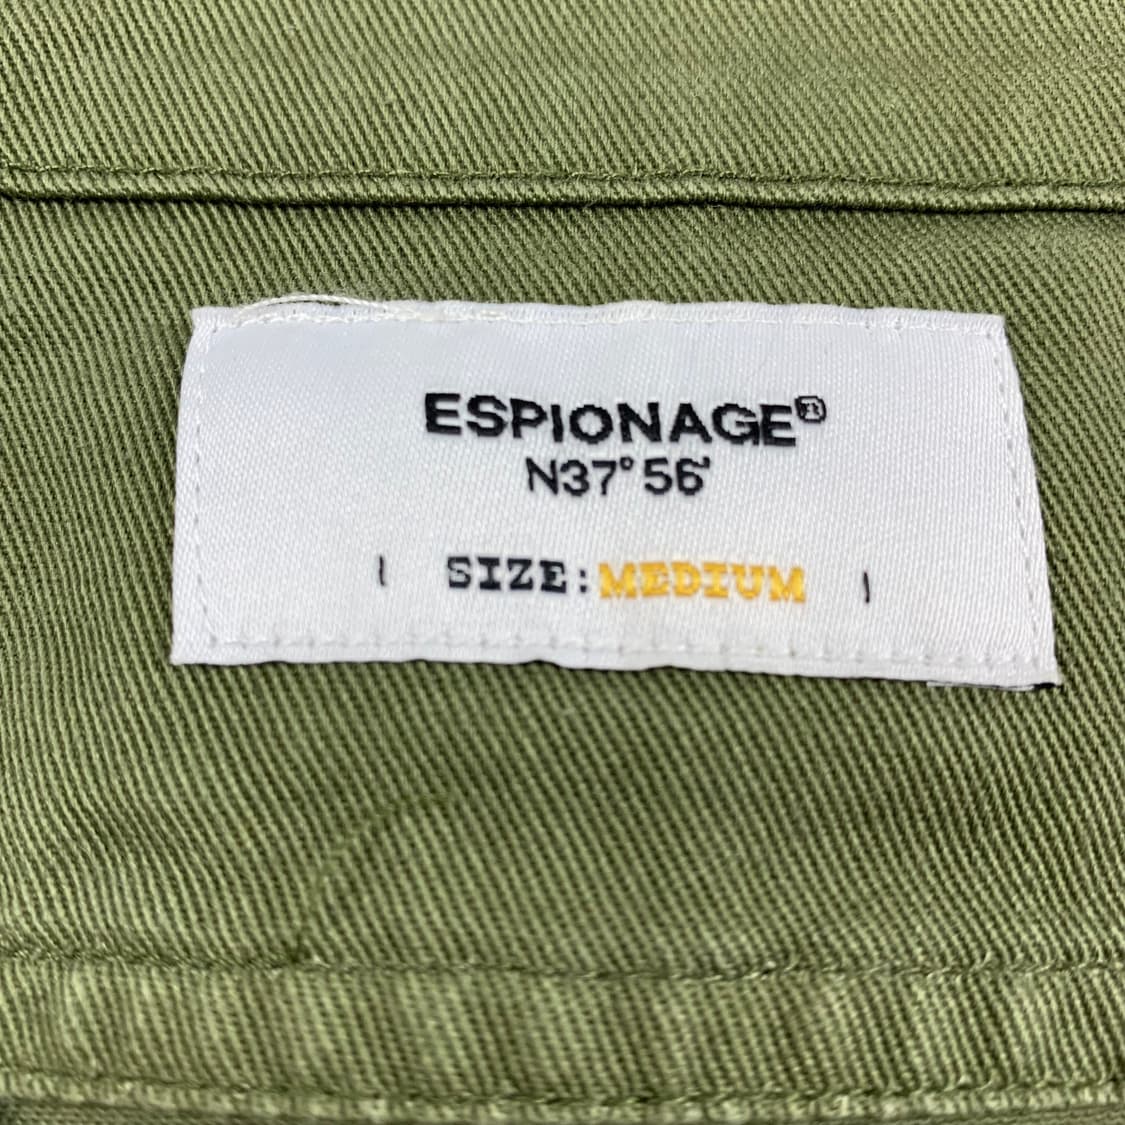 ESPIONAGE®
N37°56'
| SIZE:MEDIUM |